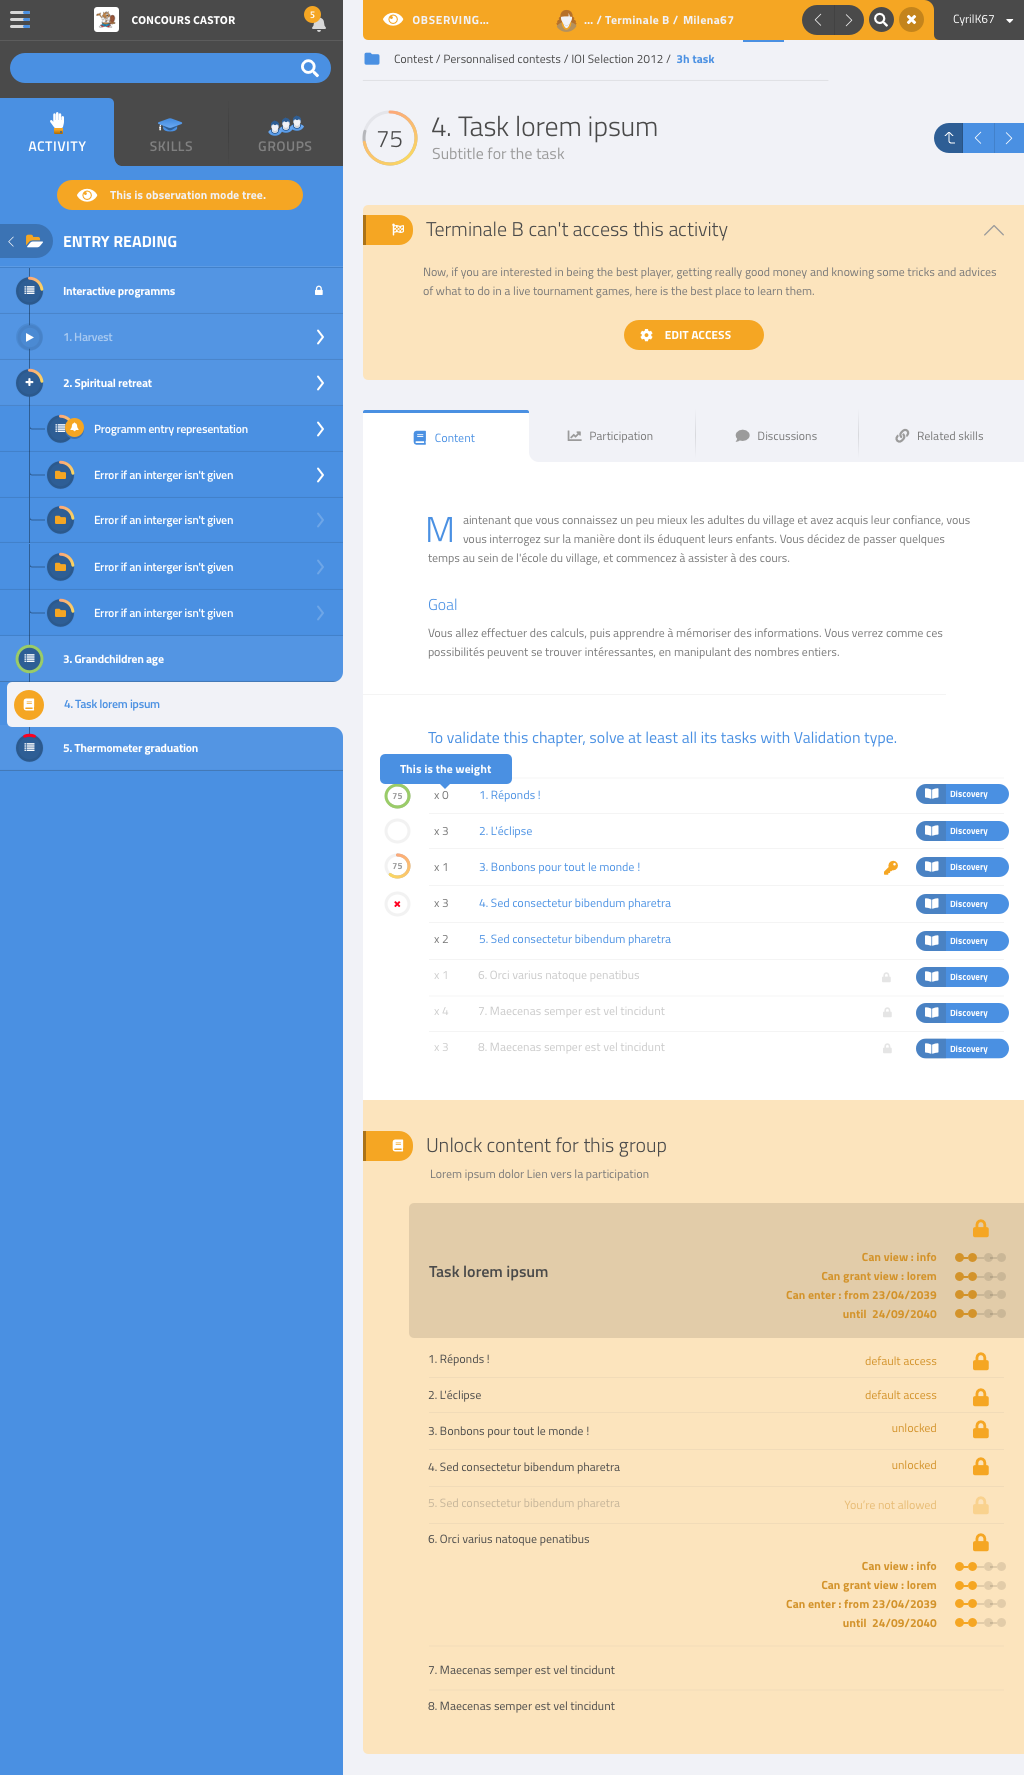 CONCOURS CASTOR
5
OBSERVING...
... / Terminale B / Milena67
CyrilK67
ACTIVITY
SKILLS
GROUPS
This is observation mode tree.
ENTRY READING
Interactive programms
1. Harvest
2. Spiritual retreat
Programm entry representation
Error if an interger isn't given
Error if an interger isn't given
Error if an interger isn't given
Error if an interger isn't given
3. Grandchildren age
4. Task lorem ipsum
5. Thermometer graduation
Contest / Personnalised contests / IOI Selection 2012 / 3h task
75
4. Task lorem ipsum
Subtitle for the task
Terminale B can't access this activity
Now, if you are interested in being the best player, getting really good money and knowing some tricks and advices
of what to do in a live tournament games, here is the best place to learn them.
EDIT ACCESS
Content
Participation
Discussions
Related skills
Maintenant que vous connaissez un peu mieux les adultes du village et avez acquis leur confiance, vous
vous interrogez sur la manière dont ils éduquent leurs enfants. Vous décidez de passer quelques
temps au sein de l'école du village, et commencez à assister à des cours.
Goal
Vous allez effectuer des calculs, puis apprendre à mémoriser des informations. Vous verrez comme ces
possibilités peuvent se trouver intéressantes, en manipulant des nombres entiers.
To validate this chapter, solve at least all its tasks with Validation type.
This is the weight
75 x 0 1. Réponds ! Discovery
x 3 2. L'éclipse Discovery
75 x 1 3. Bonbons pour tout le monde ! Discovery
x 3 4. Sed consectetur bibendum pharetra Discovery
x 2 5. Sed consectetur bibendum pharetra Discovery
x 1 6. Orci varius natoque penatibus Discovery
x 4 7. Maecenas semper est vel tincidunt Discovery
x 3 8. Maecenas semper est vel tincidunt Discovery
Unlock content for this group
Lorem ipsum dolor Lien vers la participation
Task lorem ipsum
Can view : info
Can grant view : lorem
Can enter : from 23/04/2039
until 24/09/2040
1. Réponds ! default access
2. L'éclipse default access
3. Bonbons pour tout le monde ! unlocked
4. Sed consectetur bibendum pharetra unlocked
5. Sed consectetur bibendum pharetra You're not allowed
6. Orci varius natoque penatibus
Can view : info
Can grant view : lorem
Can enter : from 23/04/2039
until 24/09/2040
7. Maecenas semper est vel tincidunt
8. Maecenas semper est vel tincidunt